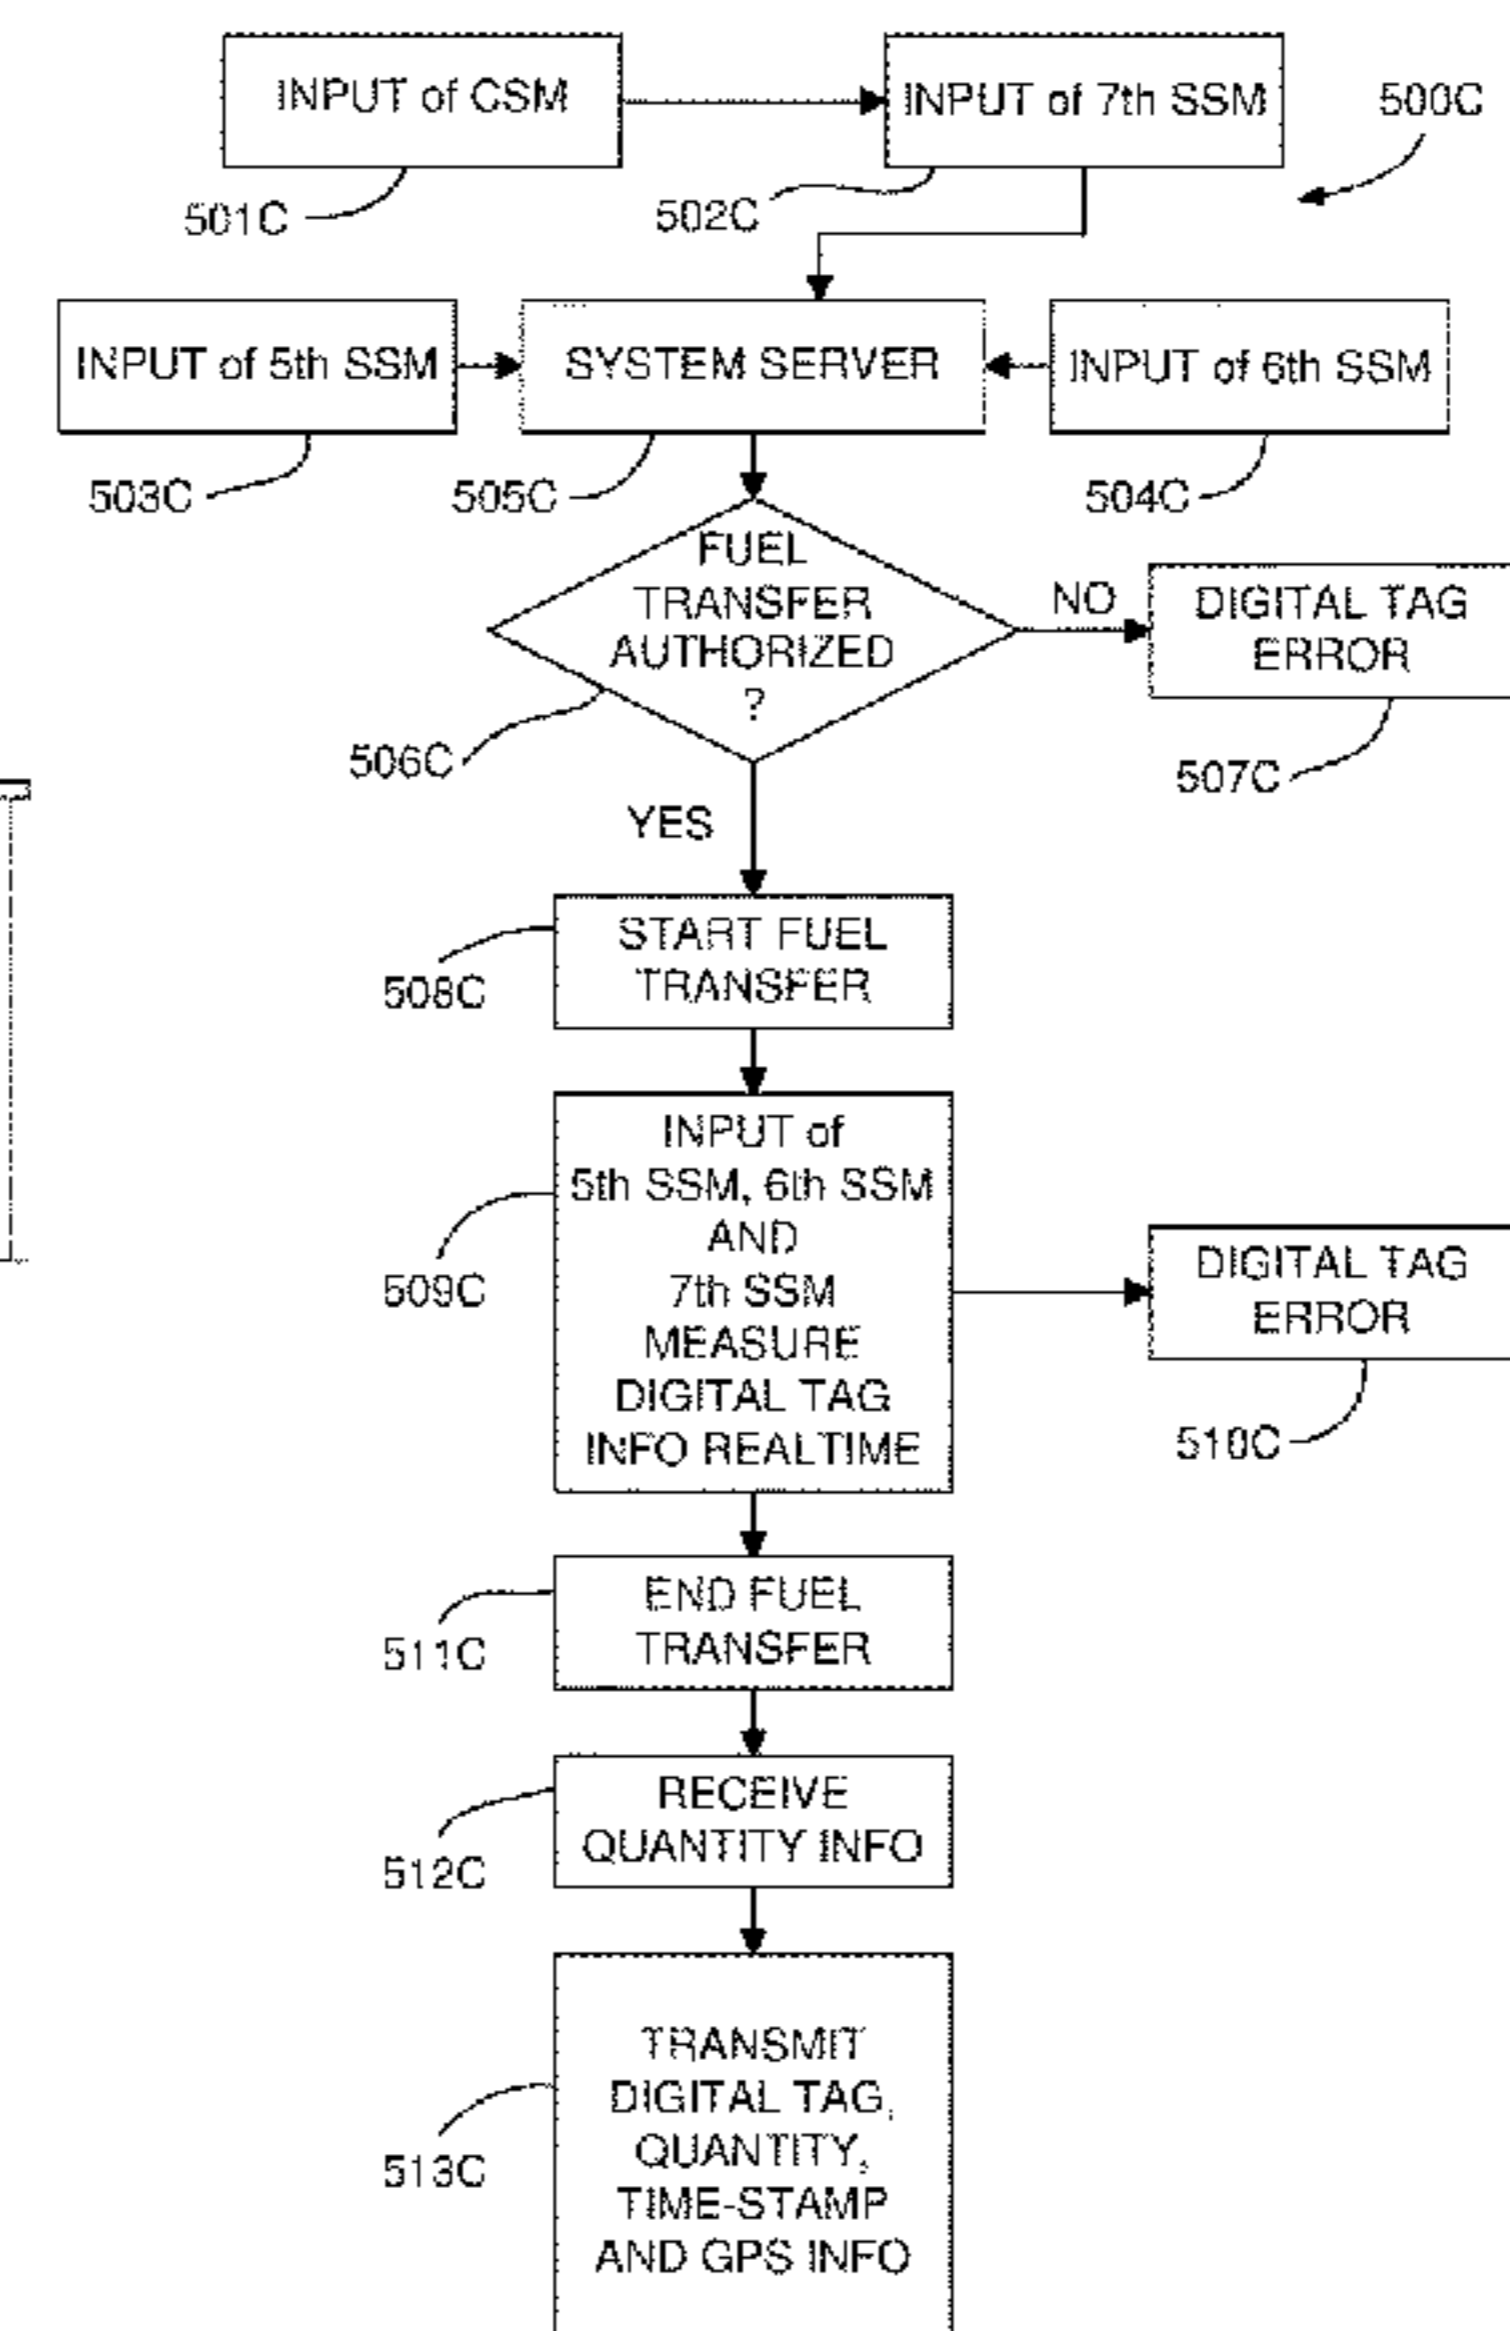 INPUT of CSM
INPUT of 7th SSM
500C
501C
502C
INPUT of 5th SSM
SYSTEM SERVER
INPUT of 6th SSM
503C
505C
504C
FUEL
TRANSFER
AUTHORIZED
?
NO
DIGITAL TAG
ERROR
506C
507C
YES
START FUEL
TRANSFER
508C
INPUT of
5th SSM, 6th SSM
AND
7th SSM
MEASURE
DIGITAL TAG
INFO REALTIME
509C
DIGITAL TAG
ERROR
510C
END FUEL
TRANSFER
511C
RECEIVE
QUANTITY INFO
512C
TRANSMIT
DIGITAL TAG,
QUANTITY,
TIME-STAMP
AND GPS INFO
513C